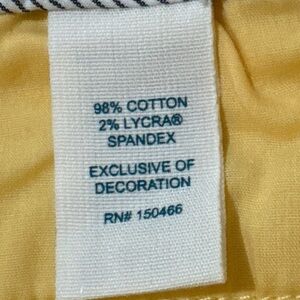 98% COTTON
2% LYCRA®
SPANDEX
EXCLUSIVE OF
DECORATION
RN# 150466